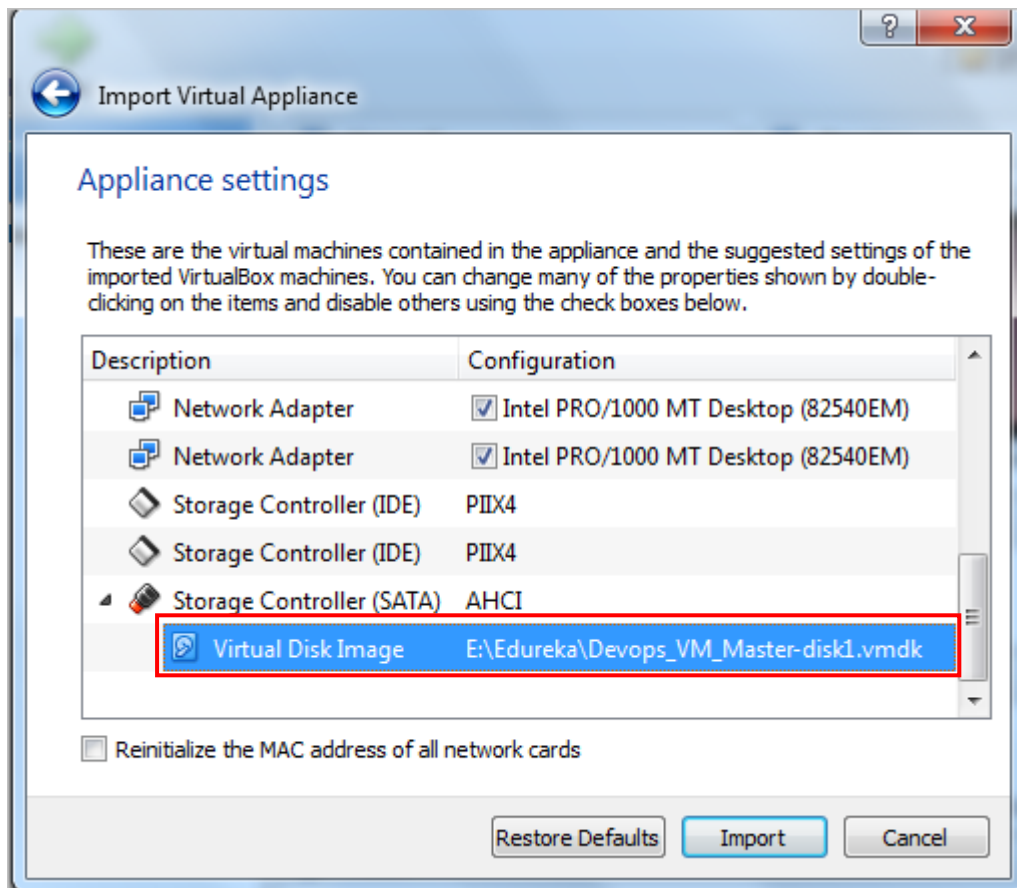 Import Virtual Appliance
Appliance settings
These are the virtual machines contained in the appliance and the suggested settings of the
imported VirtualBox machines. You can change many of the properties shown by double-
clicking on the items and disable others using the check boxes below.
Description Configuration
Network Adapter Intel PRO/1000 MT Desktop (82540EM)
Network Adapter Intel PRO/1000 MT Desktop (82540EM)
Storage Controller (IDE) PIIX4
Storage Controller (IDE) PIIX4
Storage Controller (SATA) AHCI
Virtual Disk Image E:\Edureka\Devops_VM_Master-disk1.vmdk
Reinitialize the MAC address of all network cards
Restore Defaults Import Cancel